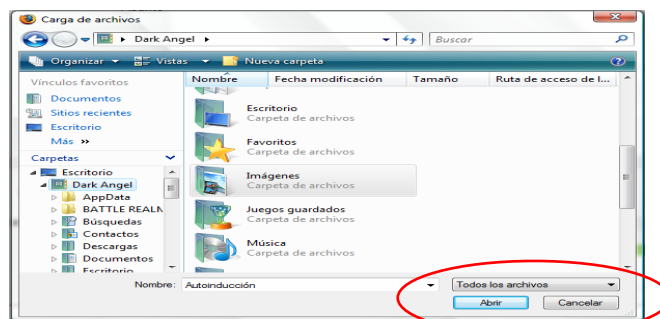 Carga de archivos
Dark Angel
Buscar
Organizar Vistas Nueva carpeta
Vínculos favoritos
Documentos
Sitios recientes
Escritorio
Más »
Carpetas
Escritorio
Dark Angel
AppData
BATTLE REALM
Búsquedas
Contactos
Descargas
Documentos
Escritorio
Nombre Fecha modificación Tamaño Ruta de acceso de l...
Escritorio
Carpeta de archivos
Favoritos
Carpeta de archivos
Imágenes
Carpeta de archivos
Juegos guardados
Carpeta de archivos
Música
Carpeta de archivos
Nombre: Autoinducción Todos los archivos
Abrir Cancelar